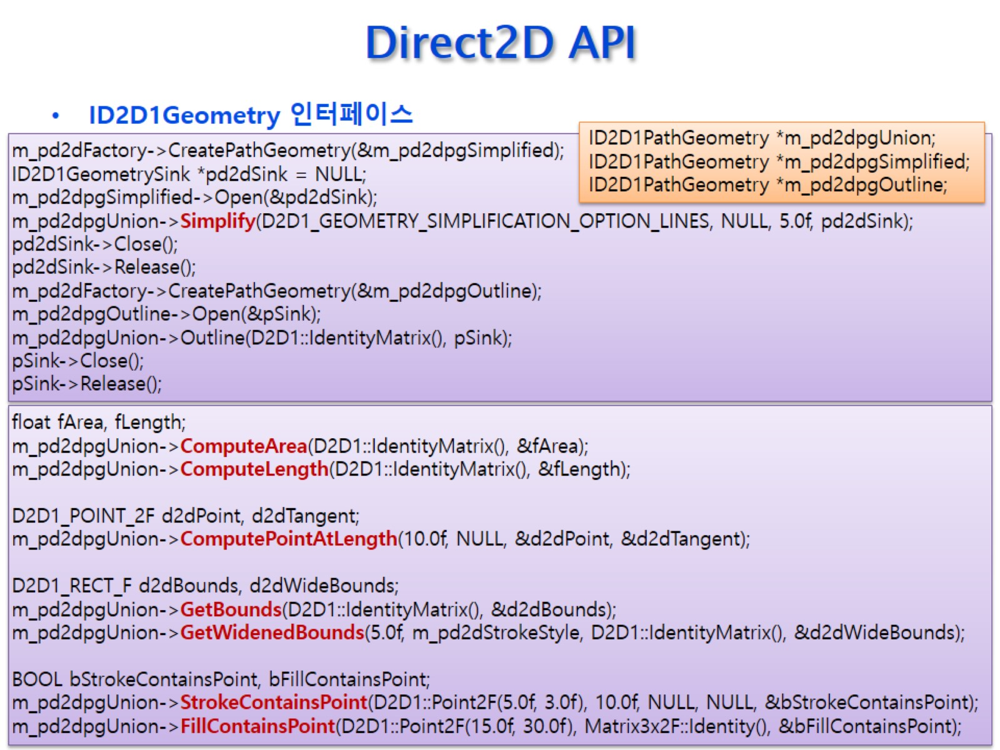 Direct2D API
• ID2D1Geometry 인터페이스
ID2D1PathGeometry *m_pd2dpgUnion;
ID2D1PathGeometry *m_pd2dpgSimplified;
ID2D1PathGeometry *m_pd2dpgOutline;
m_pd2dFactory->CreatePathGeometry(&m_pd2dpgSimplified);
ID2D1GeometrySink *pd2dSink = NULL;
m_pd2dpgSimplified->Open(&pd2dSink);
m_pd2dpgUnion->Simplify(D2D1_GEOMETRY_SIMPLIFICATION_OPTION_LINES, NULL, 5.0f, pd2dSink);
pd2dSink->Close();
pd2dSink->Release();
m_pd2dFactory->CreatePathGeometry(&m_pd2dpgOutline);
m_pd2dpgOutline->Open(&pSink);
m_pd2dpgUnion->Outline(D2D1::IdentityMatrix(), pSink);
pSink->Close();
pSink->Release();
float fArea, fLength;
m_pd2dpgUnion->ComputeArea(D2D1::IdentityMatrix(), &fArea);
m_pd2dpgUnion->ComputeLength(D2D1::IdentityMatrix(), &fLength);
D2D1_POINT_2F d2dPoint, d2dTangent;
m_pd2dpgUnion->ComputePointAtLength(10.0f, NULL, &d2dPoint, &d2dTangent);
D2D1_RECT_F d2dBounds, d2dWideBounds;
m_pd2dpgUnion->GetBounds(D2D1::IdentityMatrix(), &d2dBounds);
m_pd2dpgUnion->GetWidenedBounds(5.0f, m_pd2dStrokeStyle, D2D1::IdentityMatrix(), &d2dWideBounds);
BOOL bStrokeContainsPoint, bFillContainsPoint;
m_pd2dpgUnion->StrokeContainsPoint(D2D1::Point2F(5.0f, 3.0f), 10.0f, NULL, NULL, &bStrokeContainsPoint);
m_pd2dpgUnion->FillContainsPoint(D2D1::Point2F(15.0f, 30.0f), Matrix3x2F::Identity(), &bFillContainsPoint);